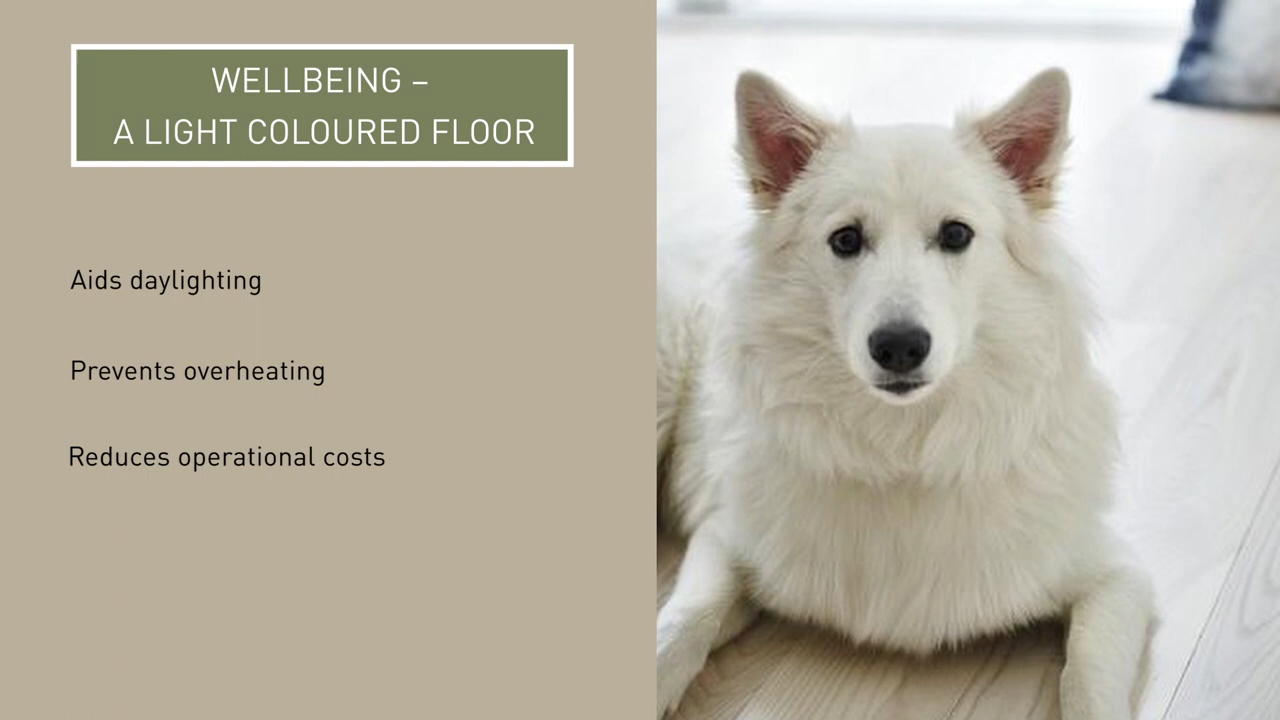 WELLBEING –
A LIGHT COLOURED FLOOR
Aids daylighting
Prevents overheating
Reduces operational costs